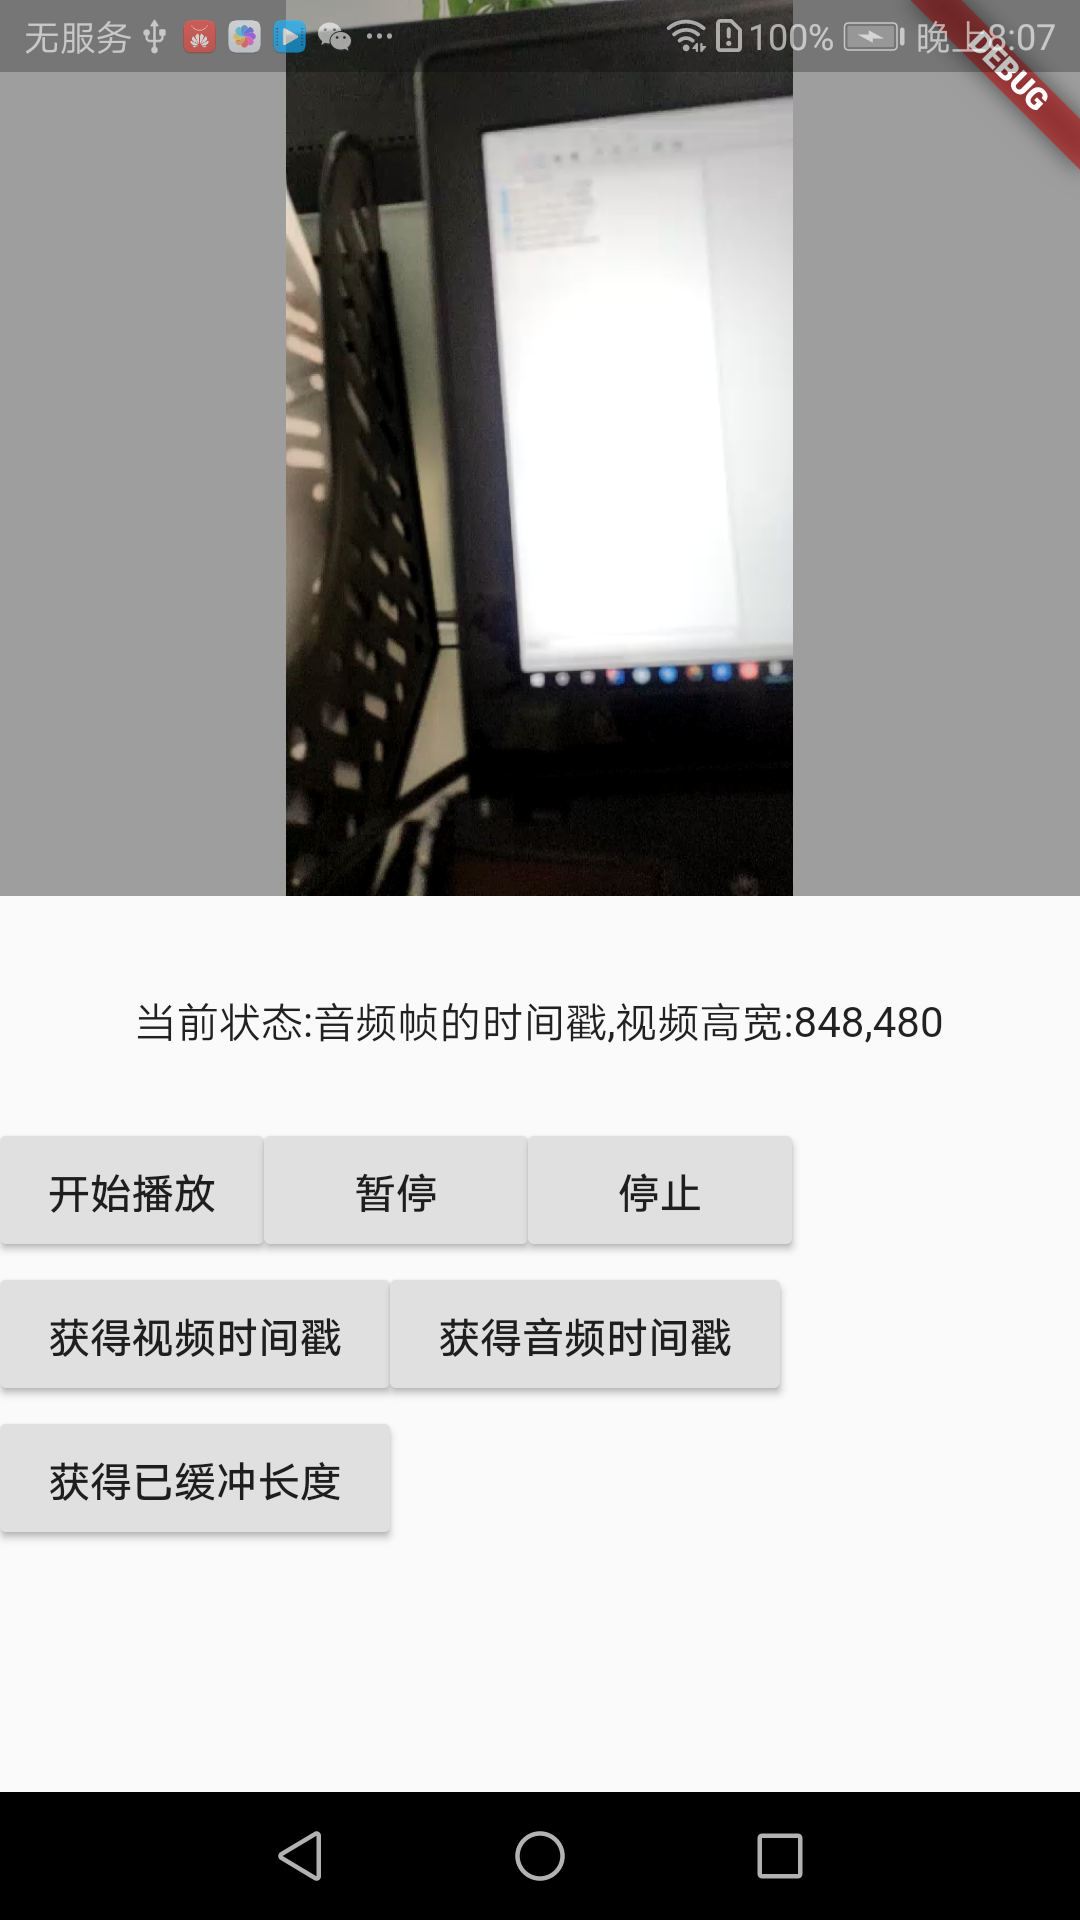 无服务 100% 晚上8:07
DEBUG
当前状态:音频帧的时间戳,视频高宽:848,480
开始播放 暂停 停止
获得视频时间戳 获得音频时间戳
获得已缓冲长度